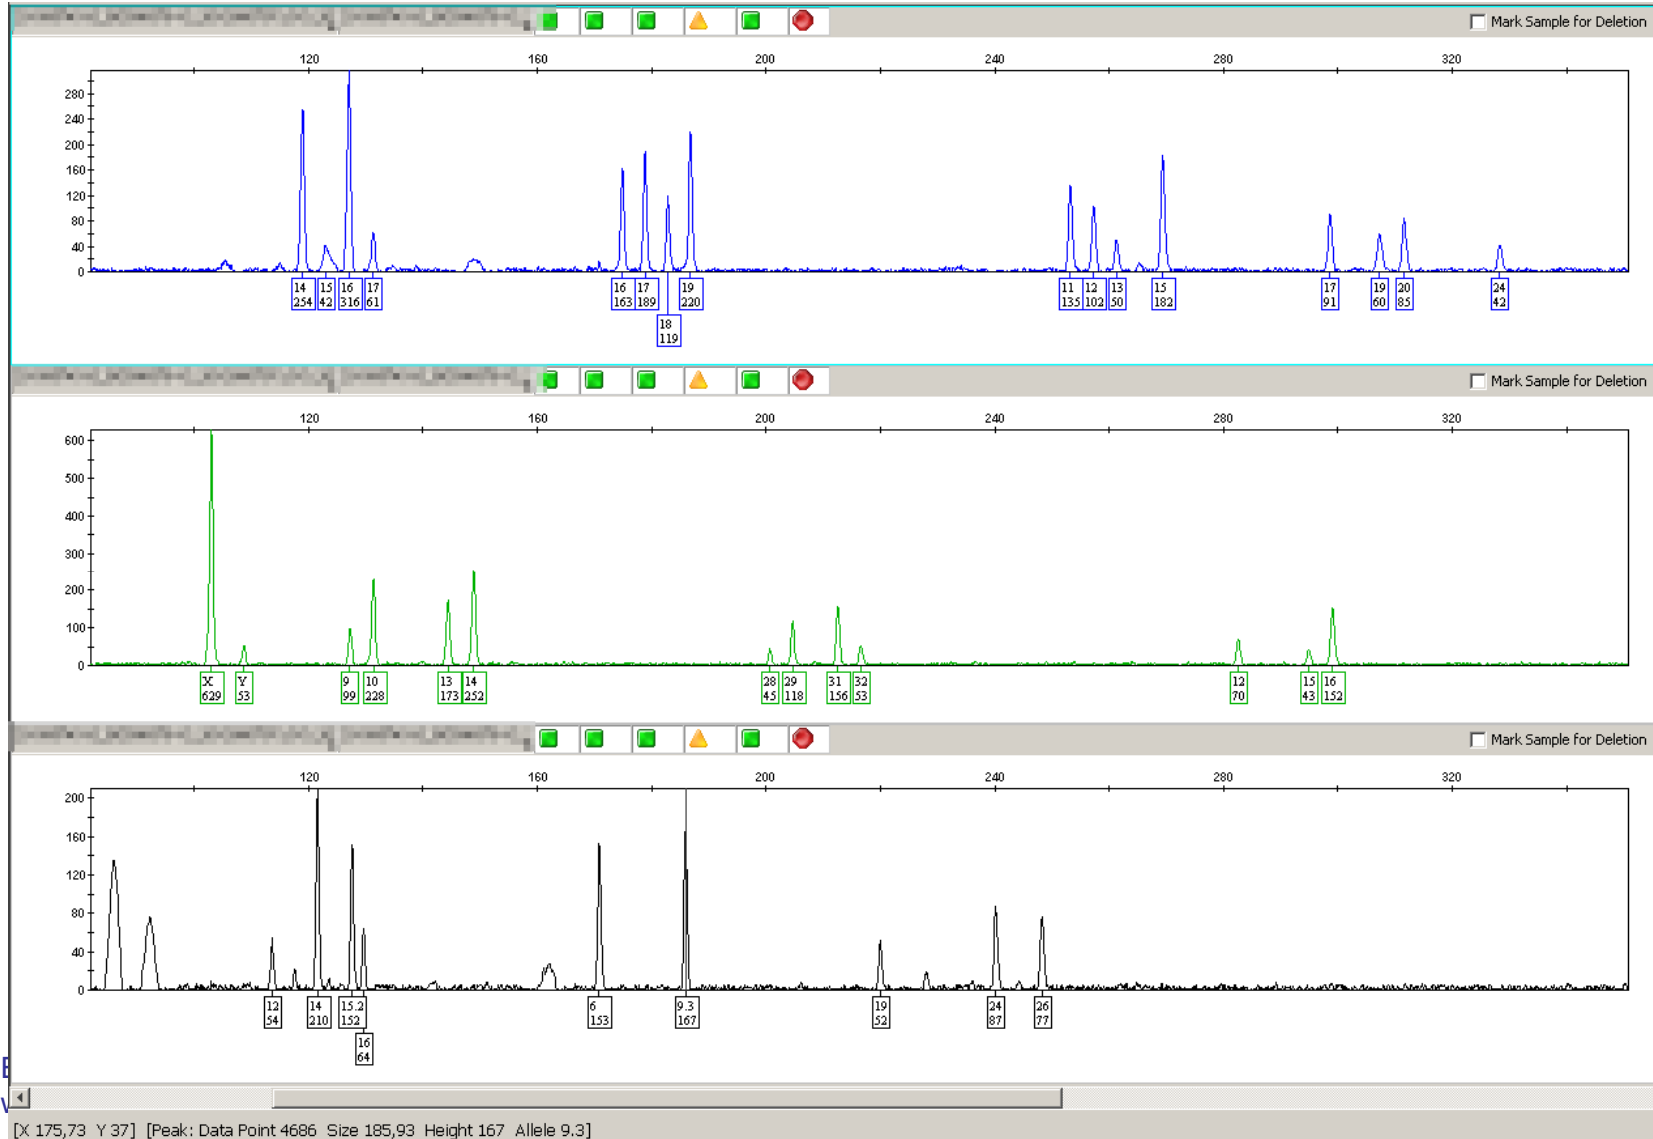 Mark Sample for Deletion
120 160 200 240 280 320
280
240
200
160
120
80
40
0
14 15 16 17 16 17 19 11 12 13 15 17 19 20 24
254 42 316 61 163 189 220 135 102 50 182 91 60 85 42
18
119
Mark Sample for Deletion
120 160 200 240 280 320
600
500
400
300
200
100
0
X Y 9 10 13 14 28 29 31 32 12 15 16
629 53 99 228 173 252 45 118 156 53 70 43 152
Mark Sample for Deletion
120 160 200 240 280 320
200
160
120
80
40
0
12 14 15.2 6 9.3 19 24 26
54 210 152 153 167 52 87 77
16
64
[X 175,73 Y 37] [Peak: Data Point 4686 Size 185,93 Height 167 Allele 9.3]